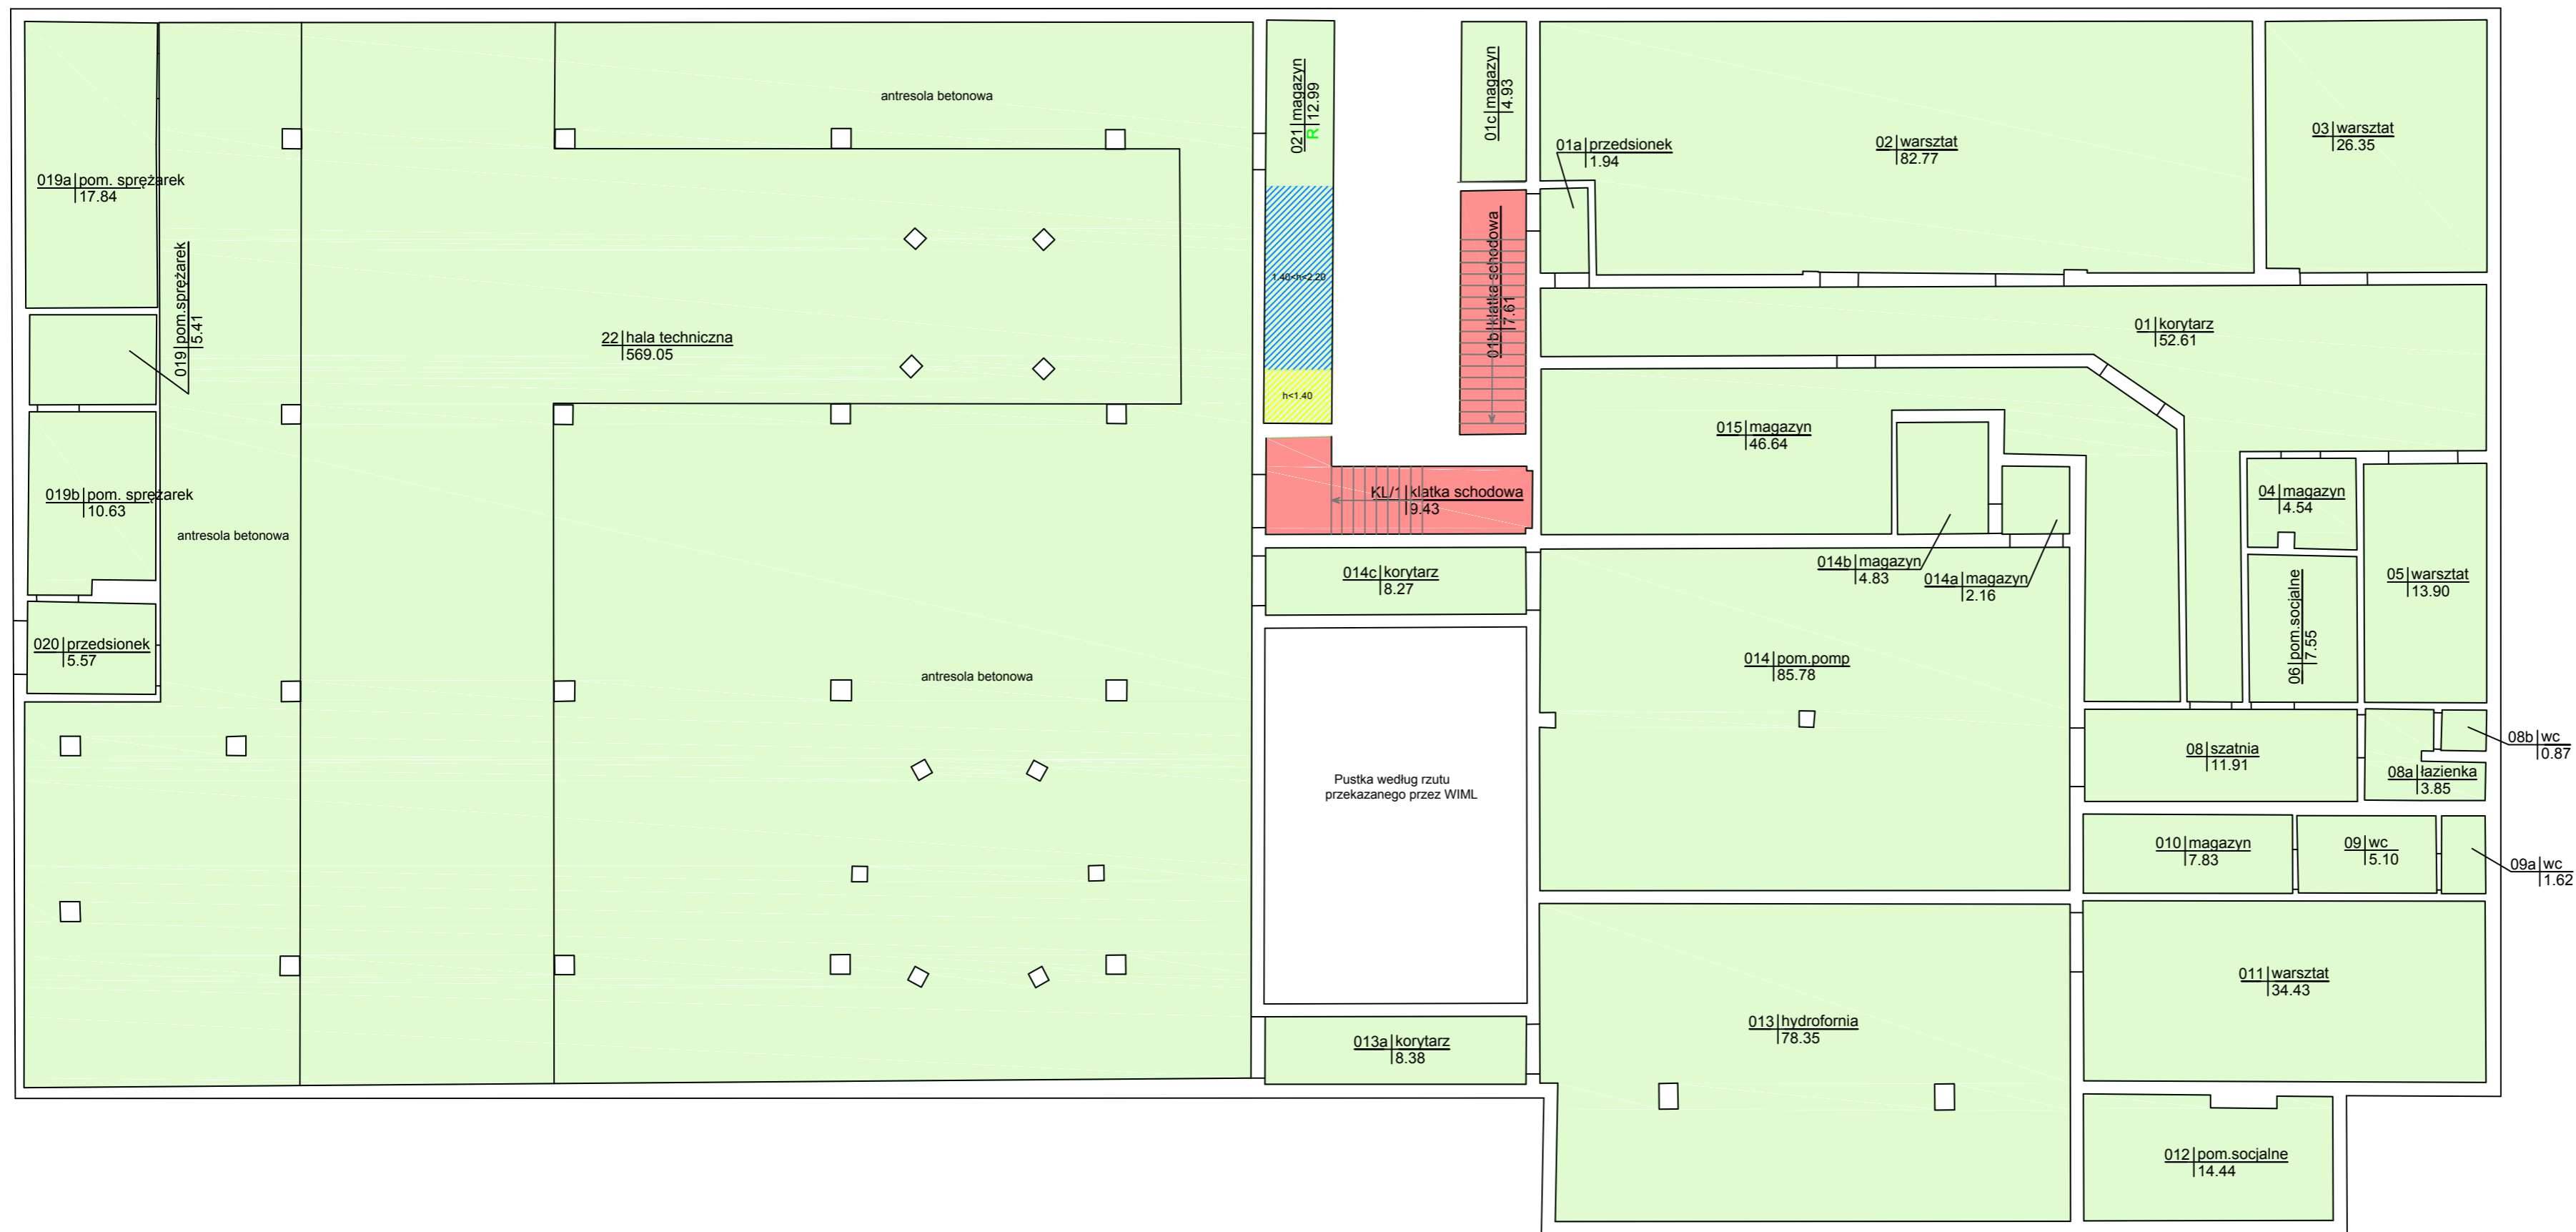 antresola betonowa
021 magazyn
R 12.99
01c magazyn
4.93
01a przedsionek
1.94
02 warsztat
82.77
03 warsztat
26.35
019a pom. sprężarek
17.84
019 pom.sprężarek
5.41
22 hala techniczna
569.05
1.40<h<2.20
h<1.40
01b klatka schodowa
7.61
01 korytarz
52.61
015 magazyn
46.64
019b pom. sprężarek
10.63
antresola betonowa
KL/1 klatka schodowa
9.43
04 magazyn
4.54
014c korytarz
8.27
014b magazyn
4.83
014a magazyn
2.16
05 warsztat
13.90
06 pom.socjalne
7.55
020 przedsionek
5.57
antresola betonowa
014 pom.pomp
85.78
08 szatnia
11.91
08b wc
0.87
08a łazienka
3.85
Pustka według rzutu
przekazanego przez WIML
010 magazyn
7.83
09 wc
5.10
09a wc
1.62
011 warsztat
34.43
013a korytarz
8.38
013 hydrofornia
78.35
012 pom.socjalne
14.44